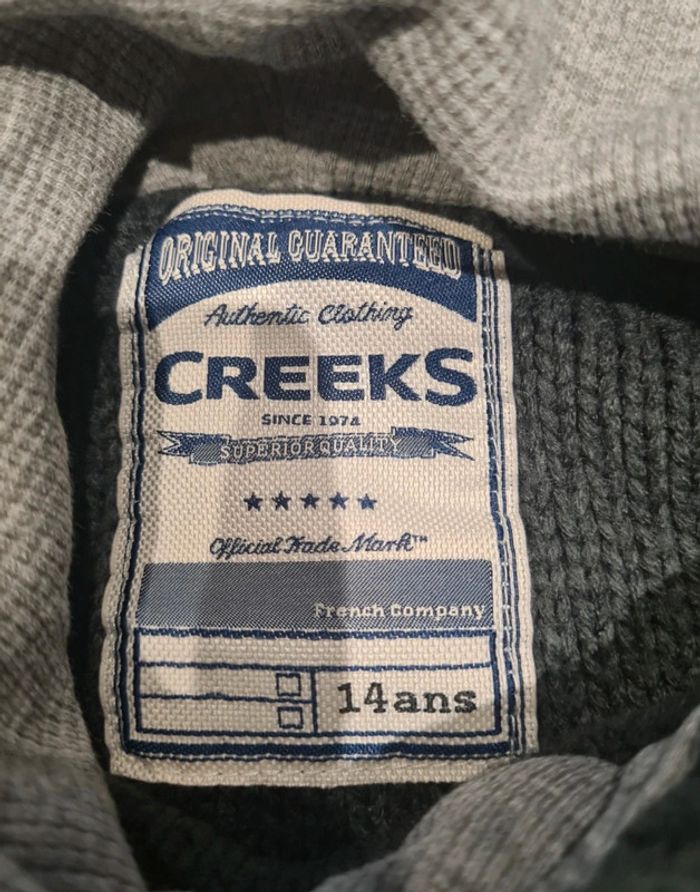 ORIGINAL GUARANTEED
Authentic Clothing
CREEKS
SINCE 1974
SUPERIOR QUALITY
★★★★★
Official Trade Mark™
French Company
14ans